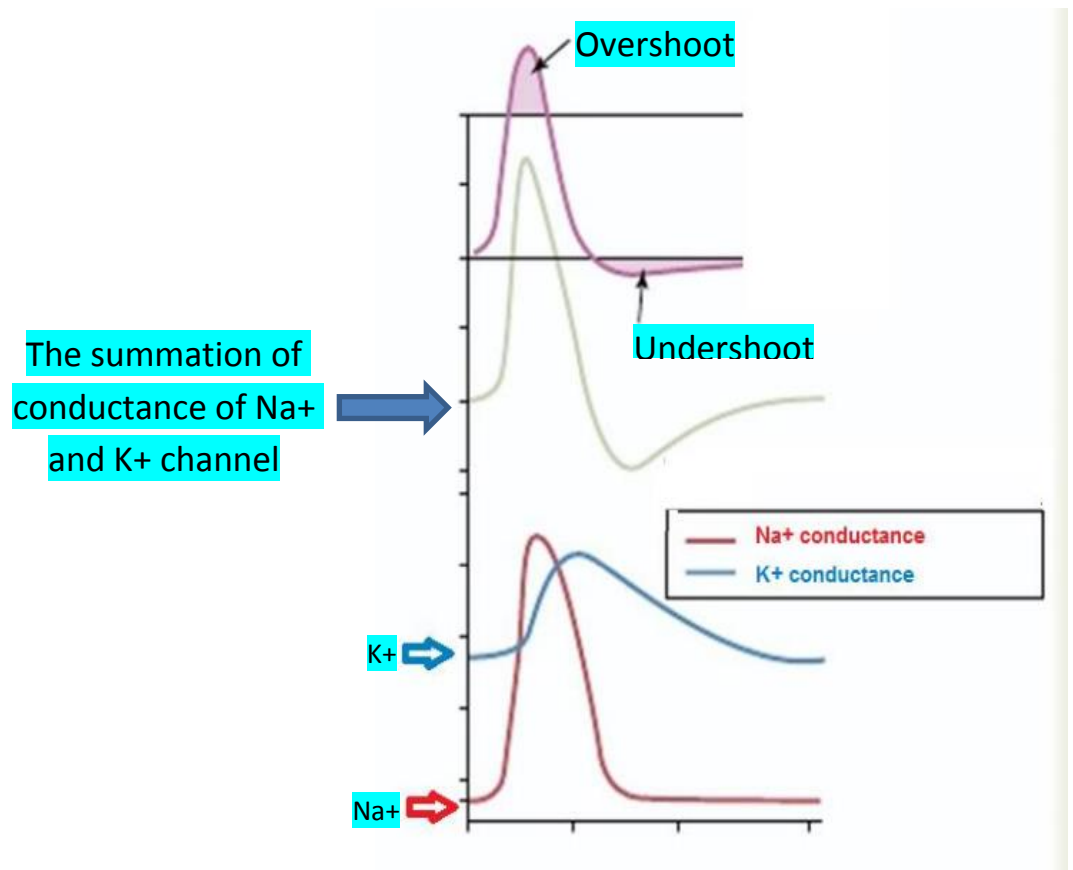 Overshoot
Undershoot
The summation of
conductance of Na+
and K+ channel
Na+ conductance
K+ conductance
K+
Na+